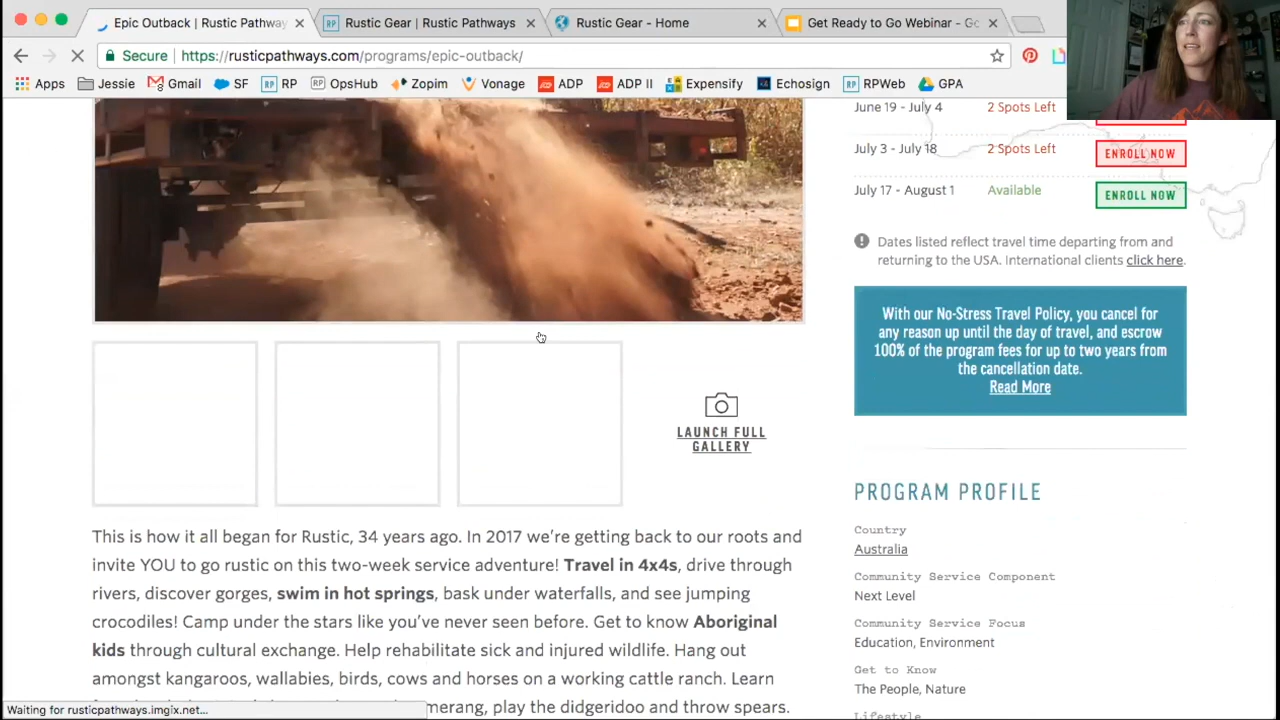 Epic Outback | Rustic Pathway
Rustic Gear | Rustic Pathways
Rustic Gear - Home
Get Ready to Go Webinar - Go
Secure
https://rusticpathways.com/programs/epic-outback/
Apps
Jessie
Gmail
SF
RP
OpsHub
Zopim
Vonage
ADP
ADP II
Expensify
Echosign
RPWeb
GPA
June 19 - July 4
2 Spots Left
July 3 - July 18
2 Spots Left
ENROLL NOW
July 17 - August 1
Available
ENROLL NOW
Dates listed reflect travel time departing from and
returning to the USA. International clients click here.
With our No-Stress Travel Policy, you cancel for
any reason up until the day of travel, and escrow
100% of the program fees for up to two years from
the cancellation date.
Read More
LAUNCH FULL
GALLERY
PROGRAM PROFILE
Country
Australia
Community Service Component
Next Level
Community Service Focus
Education, Environment
Get to Know
The People, Nature
Lifestyle
This is how it all began for Rustic, 34 years ago. In 2017 we're getting back to our roots and
invite YOU to go rustic on this two-week service adventure! Travel in 4x4s, drive through
rivers, discover gorges, swim in hot springs, bask under waterfalls, and see jumping
crocodiles! Camp under the stars like you've never seen before. Get to know Aboriginal
kids through cultural exchange. Help rehabilitate sick and injured wildlife. Hang out
amongst kangaroos, wallabies, birds, cows and horses on a working cattle ranch. Learn
merang, play the didgeridoo and throw spears.
Waiting for rusticpathways.imgix.net...